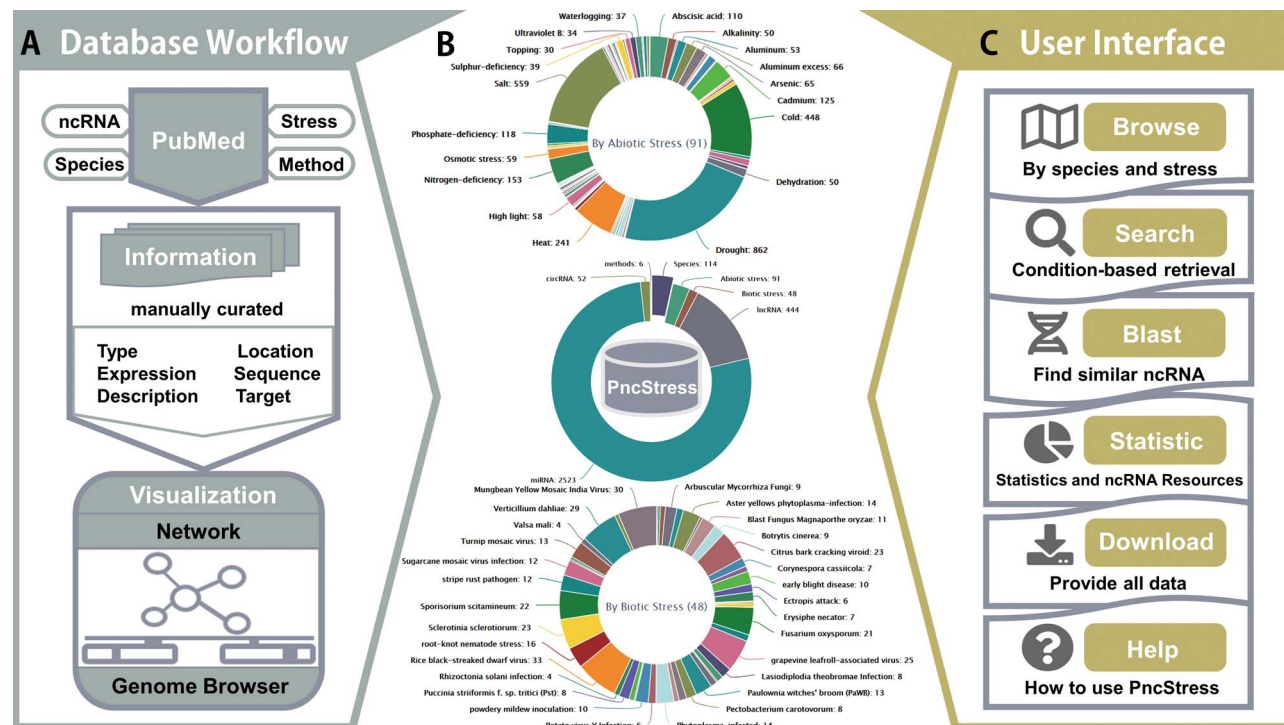 A Database Workflow
ncRNA
PubMed
Stress
Species
Method
Information
manually curated
Type
Location
Expression
Sequence
Description
Target
Visualization
Network
Genome Browser
B
Waterlogging: 37
Abscisic acid: 110
Ultraviolet B: 34
Alkalinity: 50
Topping: 30
Aluminum: 53
Sulphur-deficiency: 39
Aluminum excess: 66
Salt: 559
Arsenic: 65
Cadmium: 125
Cold: 448
Phosphate-deficiency: 118
By Abiotic Stress (91)
Osmotic stress: 59
Nitrogen-deficiency: 153
Dehydration: 50
High light: 58
Heat: 241
Drought: 862
methods: 6
Species: 114
circRNA: 52
Abiotic stress: 91
Biotic stress: 48
lncRNA: 444
PncStress
miRNA: 2523
Mungbean Yellow Mosaic India Virus: 30
Arbuscular Mycorrhiza Fungi: 9
Verticillium dahliae: 29
Aster yellows phytoplasma-infection: 14
Valsa mali: 4
Blast Fungus Magnaporthe oryzae: 11
Turnip mosaic virus: 13
Botrytis cinerea: 9
Citrus bark cracking viroid: 23
Sugarcane mosaic virus infection: 12
Corynespora cassiicola: 7
stripe rust pathogen: 12
early blight disease: 10
Sporisorium scitamineum: 22
By Biotic Stress (48)
Ectropis attack: 6
Erysiphe necator: 7
Sclerotinia sclerotiorum: 23
Fusarium oxysporum: 21
root-knot nematode stress: 16
Rice black-streaked dwarf virus: 33
grapevine leafroll-associated virus: 25
Rhizoctonia solani infection: 4
Lasiodiplodia theobromae Infection: 8
Puccinia striiformis f. sp. tritici (Pst): 8
Paulownia witches' broom (PaWB): 13
powdery mildew inoculation: 10
Pectobacterium carotovorum: 8
Potato virus Y Infection: 6
Phytoplasma-infected: 14
C User Interface
Browse
By species and stress
Search
Condition-based retrieval
Blast
Find similar ncRNA
Statistic
Statistics and ncRNA Resources
Download
Provide all data
Help
How to use PncStress